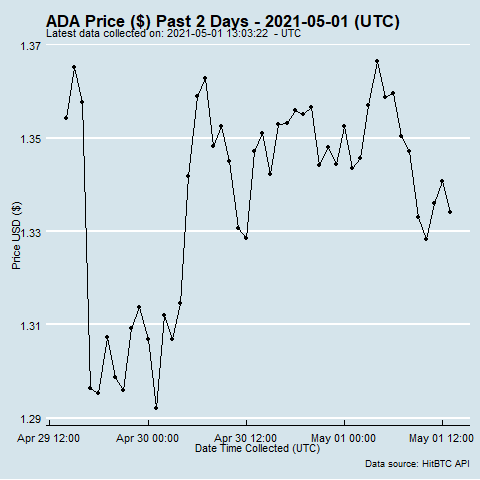 ADA Price ($) Past 2 Days - 2021-05-01 (UTC)
Latest data collected on: 2021-05-01 13:03:22 - UTC
1.37
1.35
1.33
1.31
1.29
Price USD ($)
Apr 29 12:00 Apr 30 00:00 Apr 30 12:00 May 01 00:00 May 01 12:00
Date Time Collected (UTC)
Data source: HitBTC API